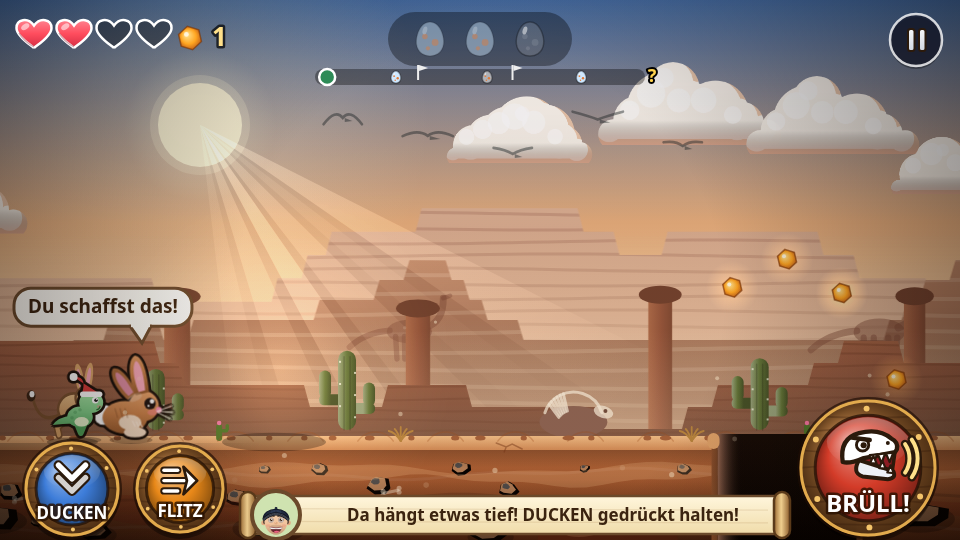 1
?
Du schaffst das!
DUCKEN
FLITZ
Da hängt etwas tief! DUCKEN gedrückt halten!
BRÜLL!